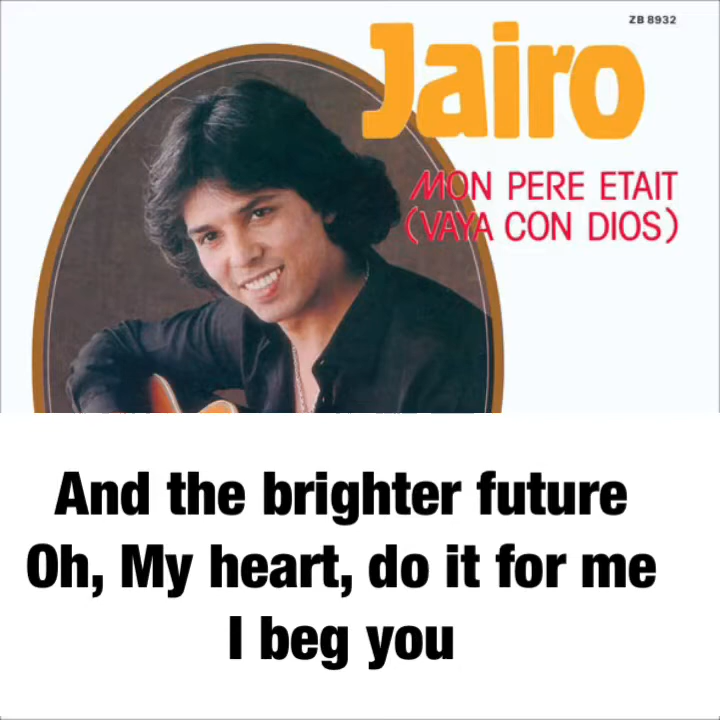 ZB 8932
Jairo
MON PERE ETAIT
(VAYA CON DIOS)
And the brighter future
Oh, My heart, do it for me
I beg you